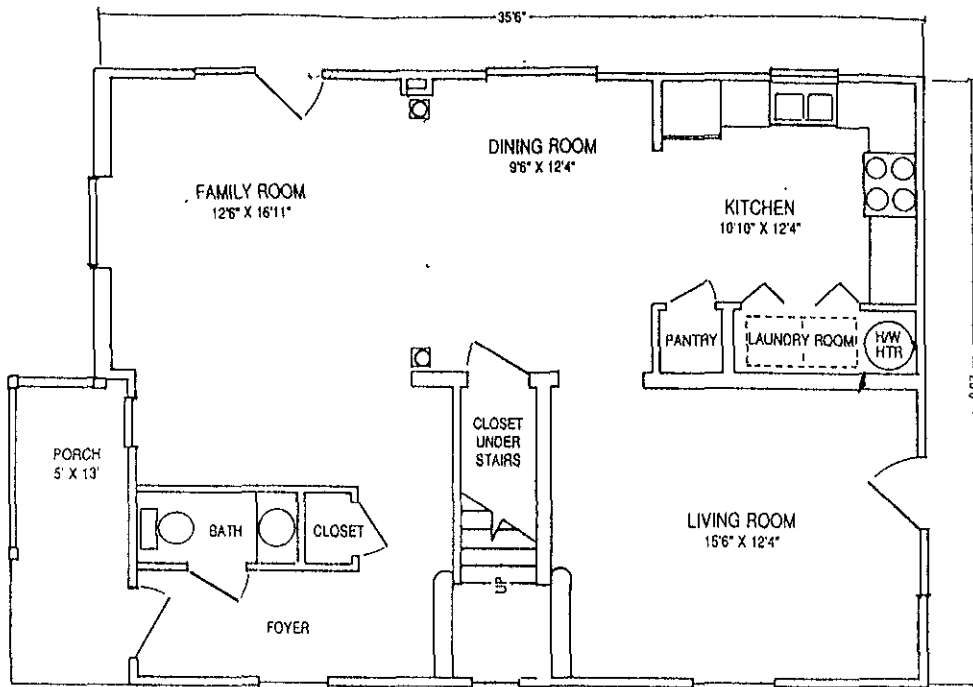 35'6"
DINING ROOM
9'6" X 12'4"
FAMILY ROOM
12'6" X 16'11"
KITCHEN
10'10" X 12'4"
PANTRY
LAUNDRY ROOM
H/W
HTR
CLOSET
UNDER
STAIRS
PORCH
5' X 13'
BATH
CLOSET
LIVING ROOM
15'6" X 12'4"
UP
FOYER